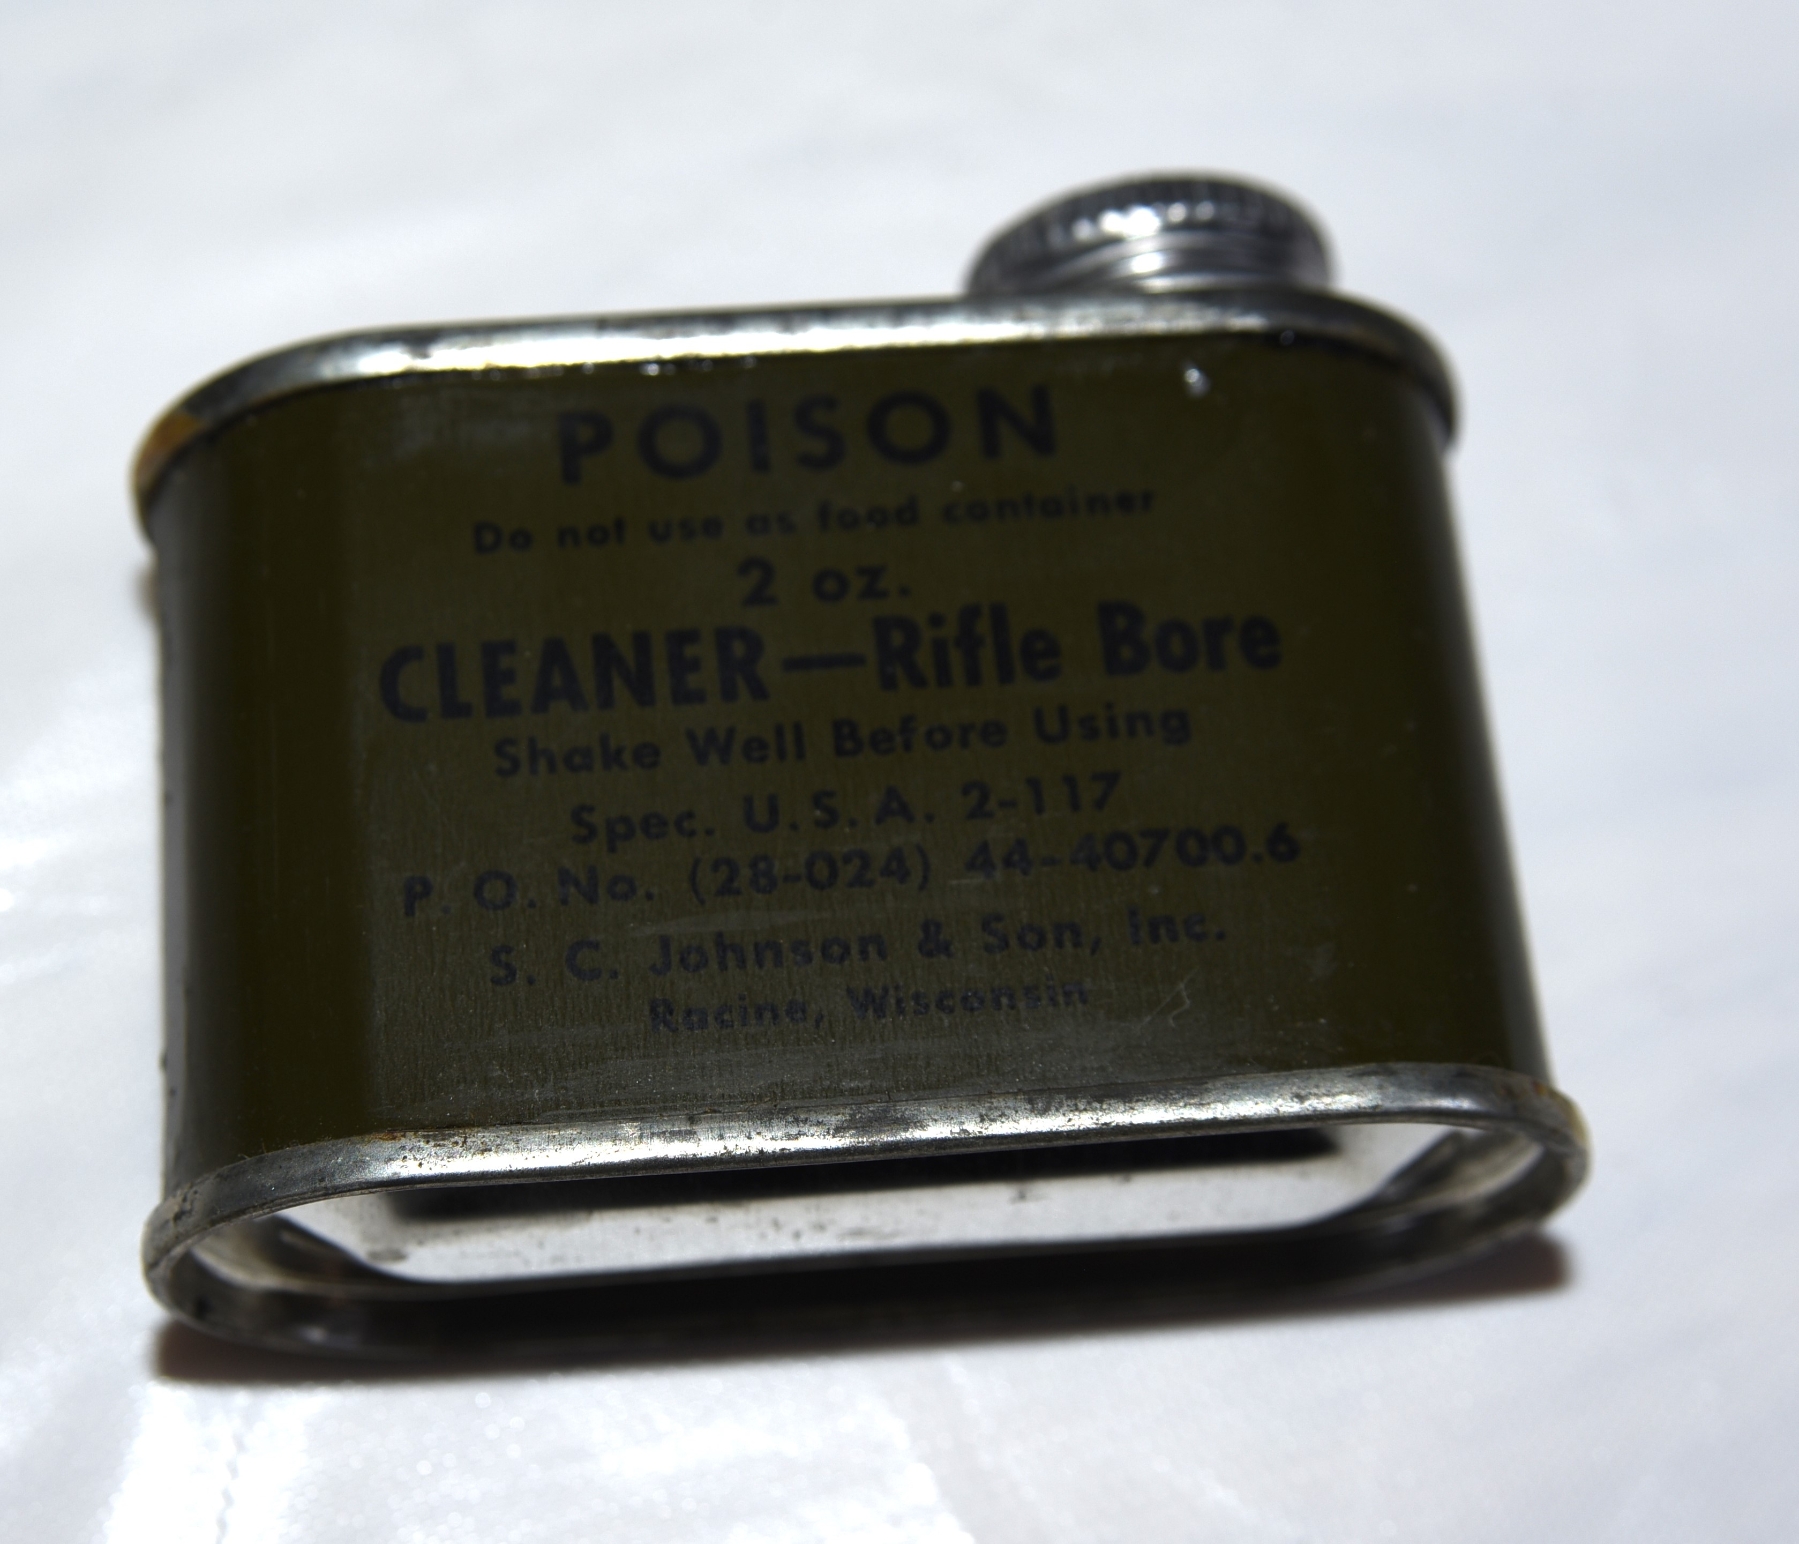 POISON
Do not use as food container
2 oz.
CLEANER—Rifle Bore
Shake Well Before Using
Spec. U.S.A. 2-117
P. O. No. (28-024) 44-40700.6
S. C. Johnson & Son, Inc.
Racine, Wisconsin